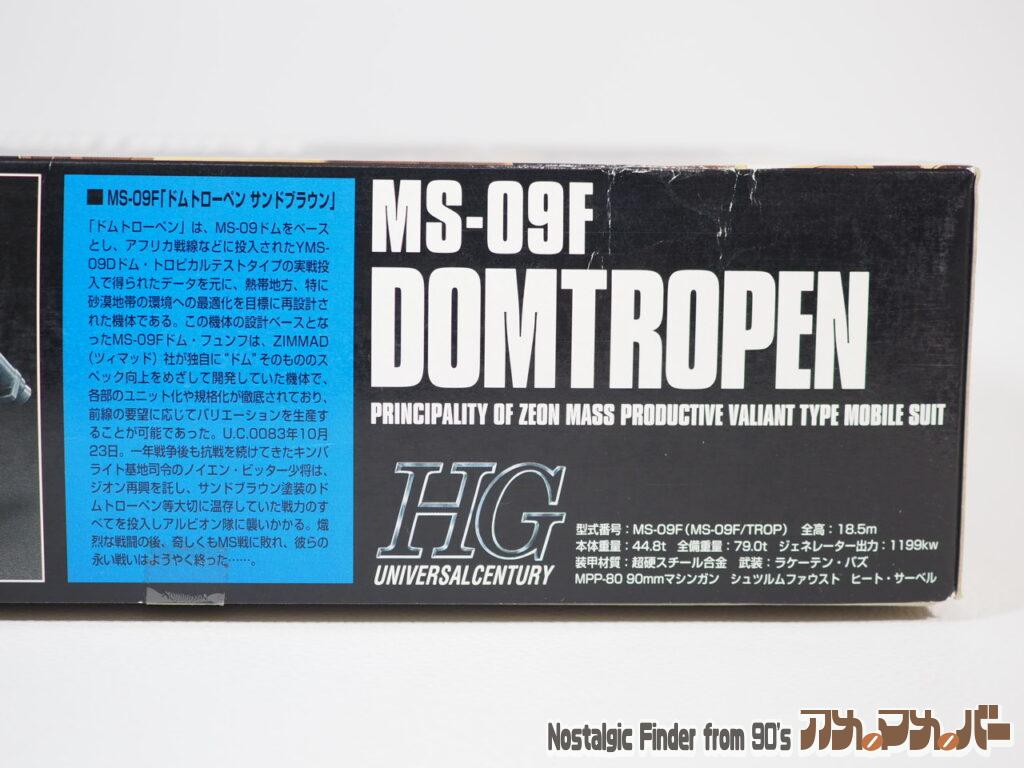 ■ MS-09F「ドムトローペン サンドブラウン」
「ドムトローペン」は、MS-09ドムをベース
とし、アフリカ戦線などに投入されたYMS-
09Dドム・トロピカルテストタイプの実戦投
入で得られたデータを元に、熱帯地方、特に
砂漠地帯の環境への最適化を目標に再設計さ
れた機体である。この機体の設計ベースとな
ったMS-09Fドム・フュンフは、ZIMMAD
(ツィマッド）社が独自に“ドム”そのもののス
ペック向上をめざして開発していた機体で、
各部のユニット化や規格化が徹底されており、
前線の要望に応じてバリエーションを生産す
ることが可能であった。U.C.0083年10月
23日。一年戦争後も抗戦を続けてきたキンバ
ライト基地司令のノイエン・ビッター少将は、
ジオン再興を託し、サンドブラウン塗装のド
ムトローペン等大切に温存していた戦力のす
べてを投入しアルビオン隊に襲いかかる。熾
烈な戦闘の後、奇しくもMS戦に敗れ、彼らの
永い戦いはようやく終った……。
MS-09F
DOMTROPEN
PRINCIPALITY OF ZEON MASS PRODUCTIVE VALIANT TYPE MOBILE SUIT
HG
UNIVERSAL CENTURY
型式番号：MS-09F(MS-09F/TROP) 全高：18.5m
本体重量：44.8t 全備重量：79.0t ジェネレーター出力：1199kw
装甲材質：超硬スチール合金 武装：ラケーテン・バズ
MPP-80 90mmマシンガン シュツルムファウスト ヒート・サーベル
Nostalgic Finder from 90's アカ.マカ.バー